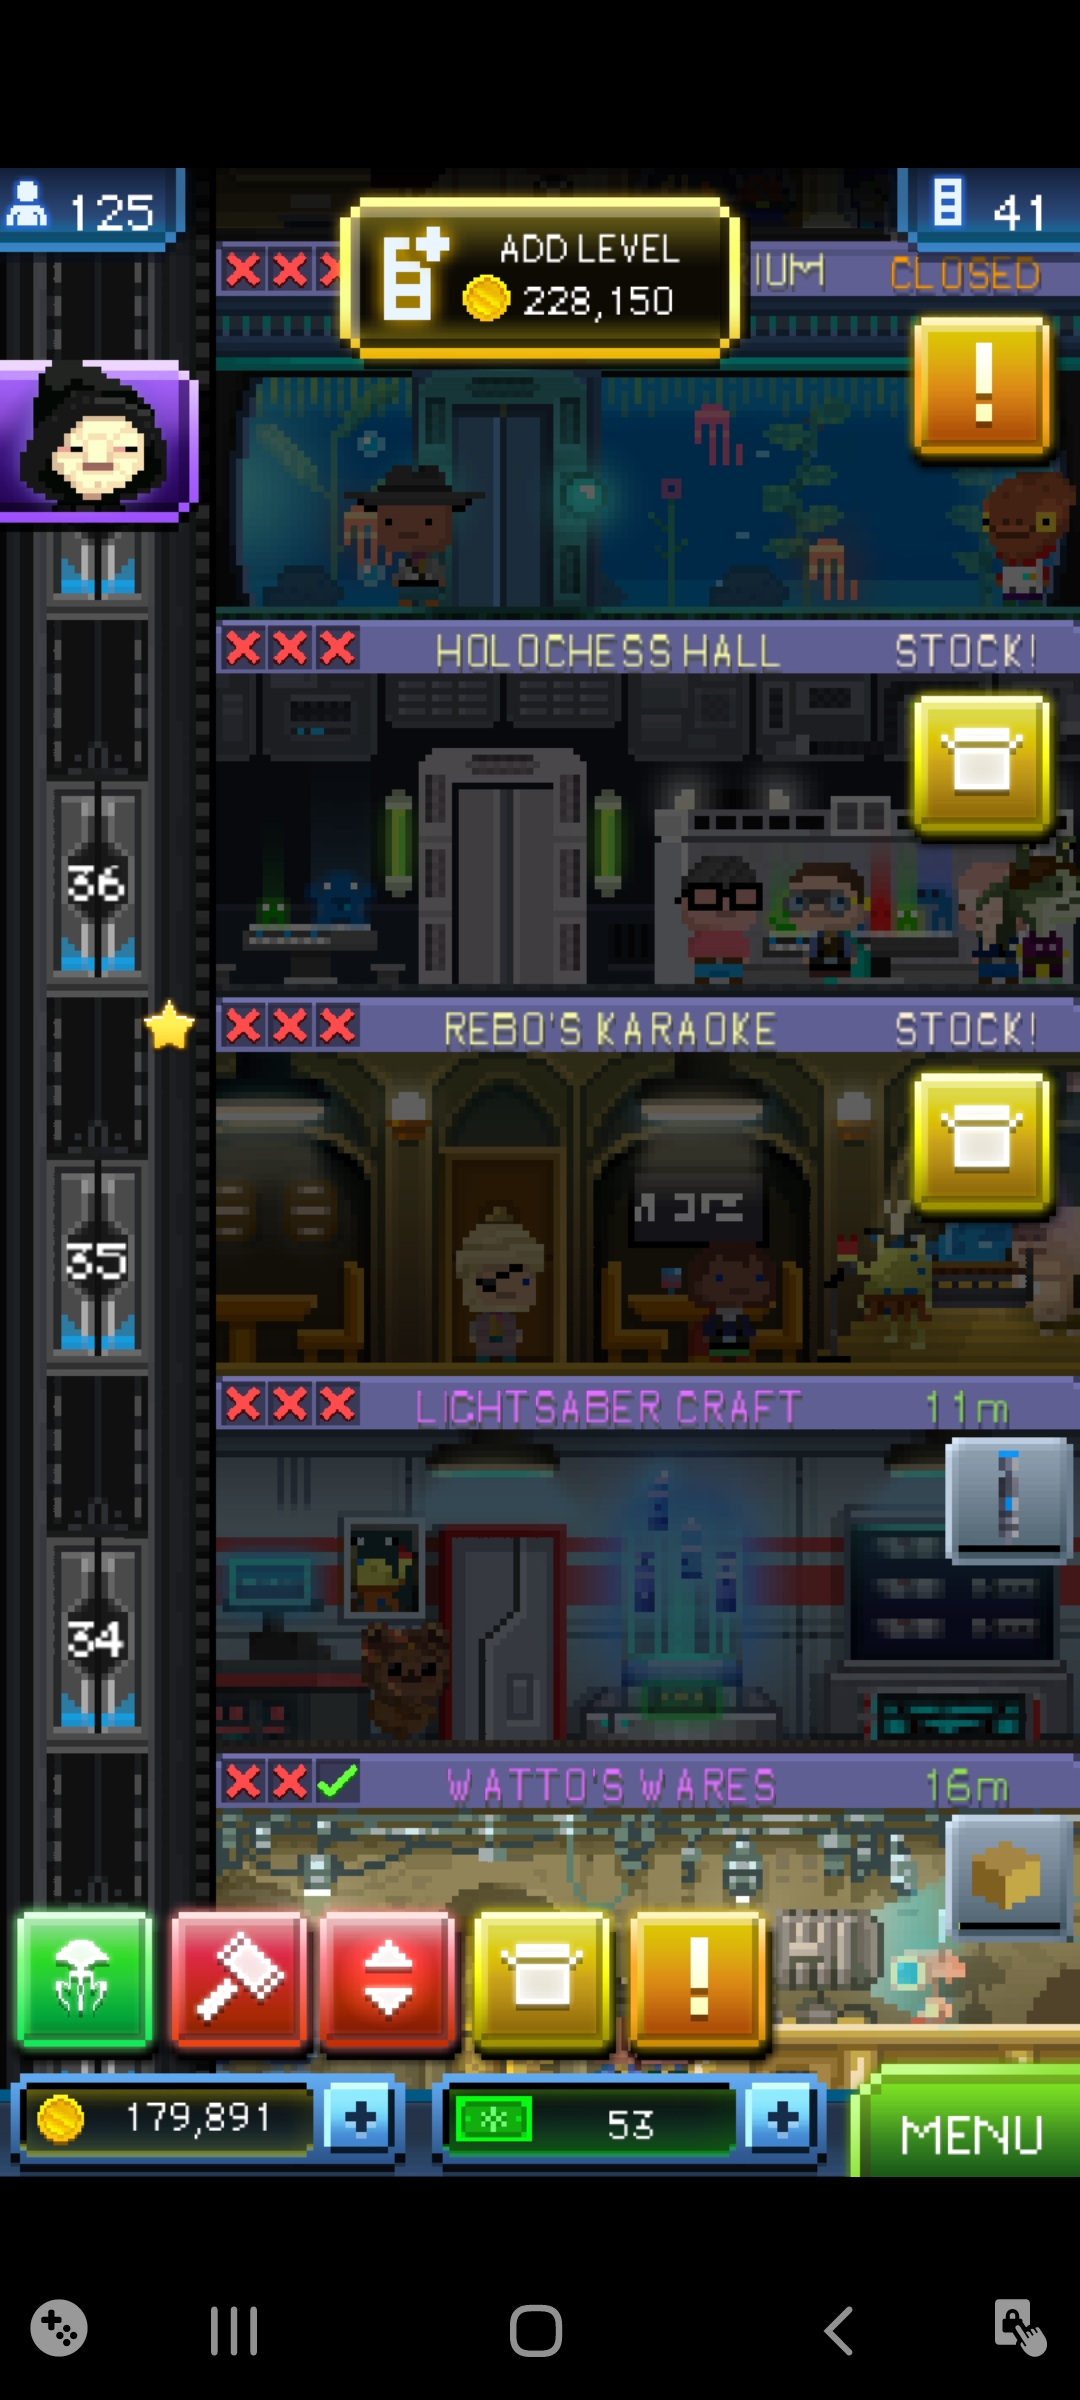 125
41
ADD LEVEL
228,150
IUM
CLOSED
HOLOCHESS HALL
STOCK!
36
REBO'S KARAOKE
STOCK!
35
LIGHTSABER CRAFT
11m
34
WATTO'S WARES
16m
179,891
53
MENU